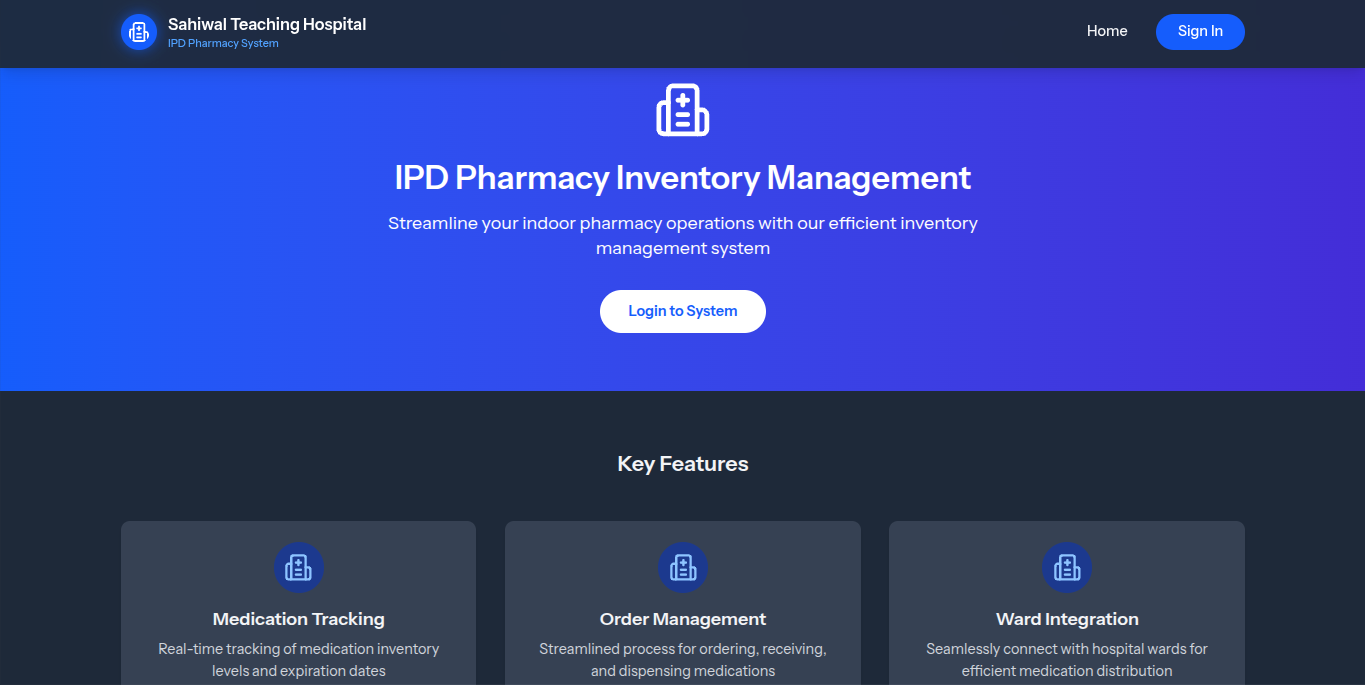 Sahiwal Teaching Hospital
IPD Pharmacy System
Home
Sign In
IPD Pharmacy Inventory Management
Streamline your indoor pharmacy operations with our efficient inventory
management system
Login to System
Key Features
Medication Tracking
Real-time tracking of medication inventory
levels and expiration dates
Order Management
Streamlined process for ordering, receiving,
and dispensing medications
Ward Integration
Seamlessly connect with hospital wards for
efficient medication distribution